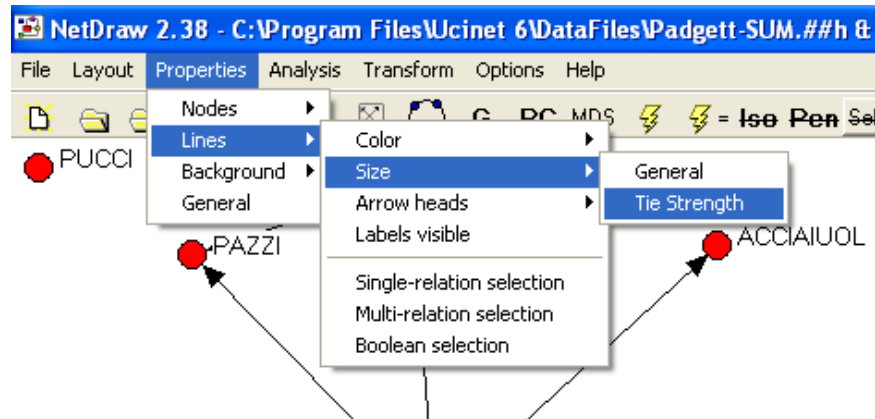 NetDraw 2.38 - C:\Program Files\Ucinet 6\DataFiles\Padgett-SUM.##h &
File Layout Properties Analysis Transform Options Help
G PC MDS = Iso Pen Sel
Nodes
Lines
Background
General
Color
Size
Arrow heads
Labels visible
Single-relation selection
Multi-relation selection
Boolean selection
General
Tie Strength
PUCCI
PAZZI
ACCIAIUOL